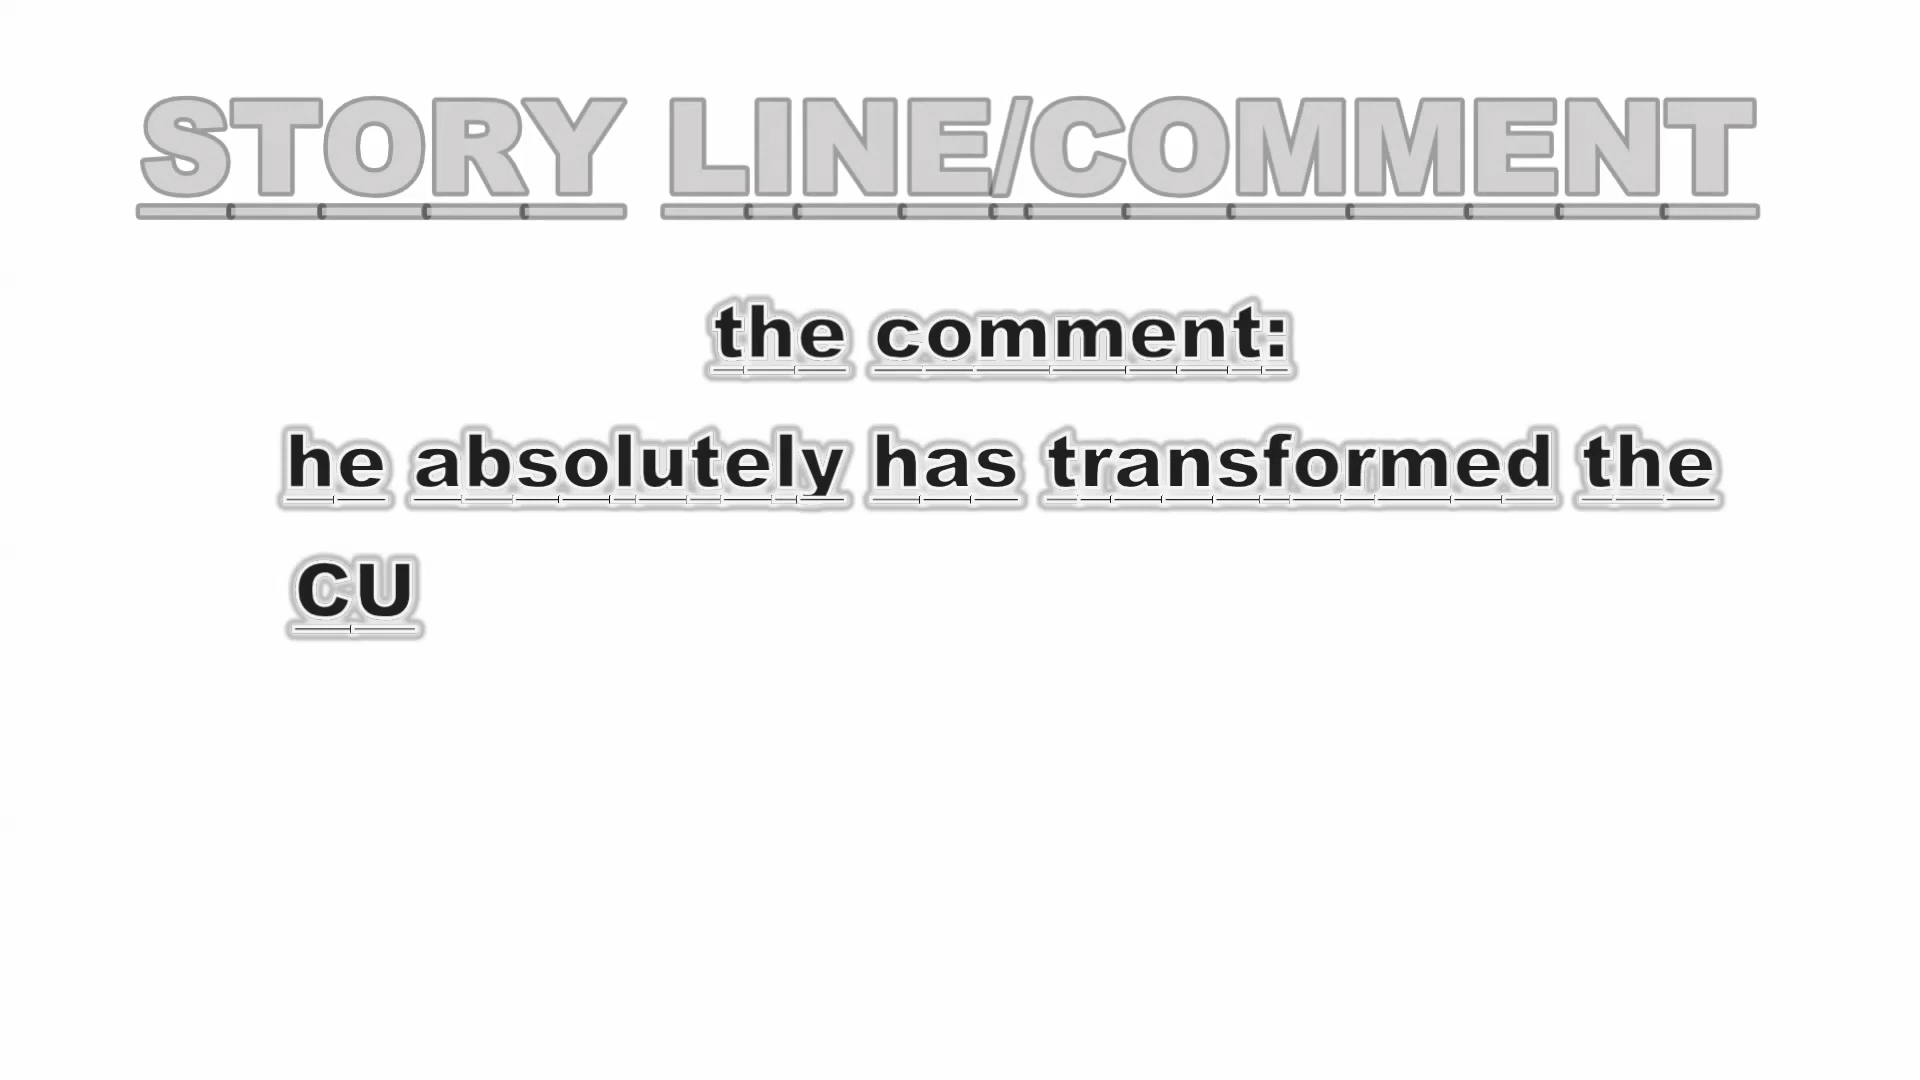 STORY LINE/COMMENT
the comment:
he absolutely has transformed the
CU